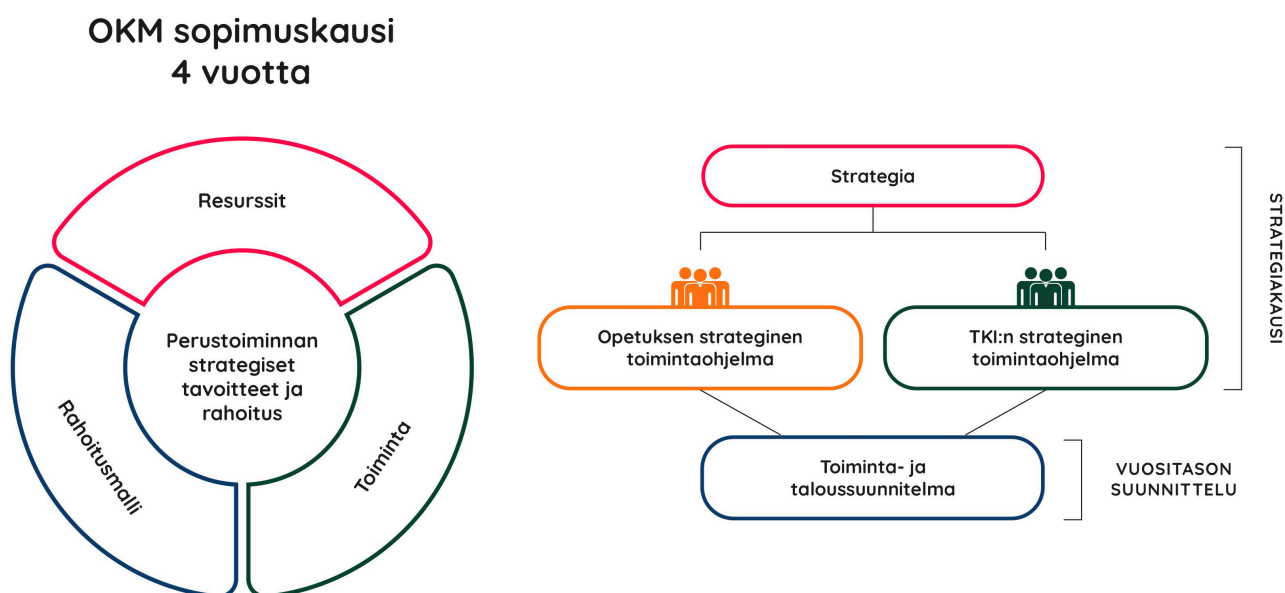 OKM sopimuskausi
4 vuotta
Resurssit
Perustoiminnan
strategiset
tavoitteet ja
rahoitus
Rahoitusmalli
Toiminta
Strategia
Opetuksen strateginen
toimintaohjelma
TKI:n strateginen
toimintaohjelma
STRATEGIAKAUSI
Toiminta- ja
taloussuunnitelma
VUOSITASON
SUUNNITTELU